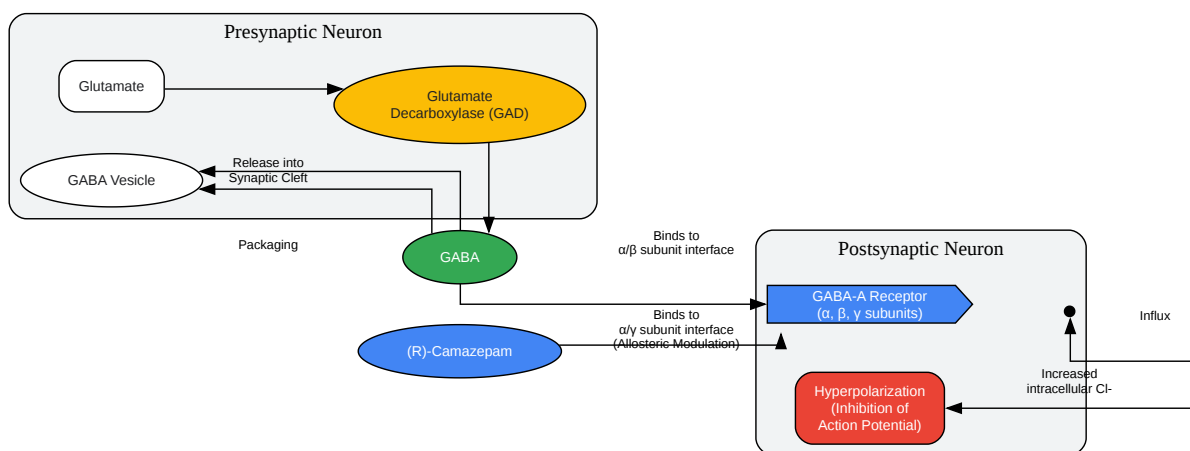 Presynaptic Neuron
Glutamate
Glutamate
Decarboxylase (GAD)
Release into
Synaptic Cleft
GABA Vesicle
Packaging
GABA
Binds to
α/β subunit interface
Postsynaptic Neuron
GABA-A Receptor
(α, β, γ subunits)
Binds to
α/γ subunit interface
(Allosteric Modulation)
(R)-Camazepam
Influx
Increased
intracellular Cl-
Hyperpolarization
(Inhibition of
Action Potential)